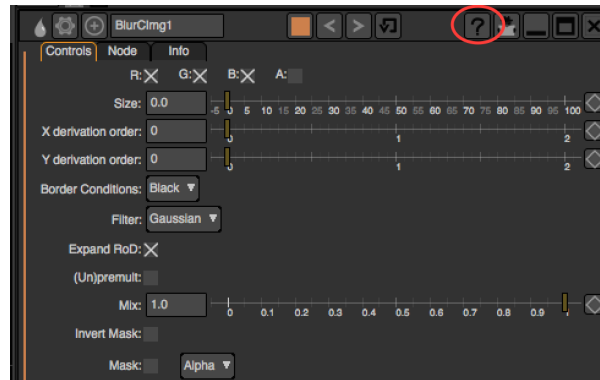 BlurCImg1 < > ?
Controls Node Info
R: G: B: A:
Size: 0.0 -5 0 5 10 15 20 25 30 35 40 45 50 55 60 65 70 75 80 85 90 95 100
X derivation order: 0 0 1 2
Y derivation order: 0 0 1 2
Border Conditions: Black
Filter: Gaussian
Expand RoD:
(Un)premult:
Mix: 1.0 0 0.1 0.2 0.3 0.4 0.5 0.6 0.7 0.8 0.9 1
Invert Mask:
Mask: Alpha